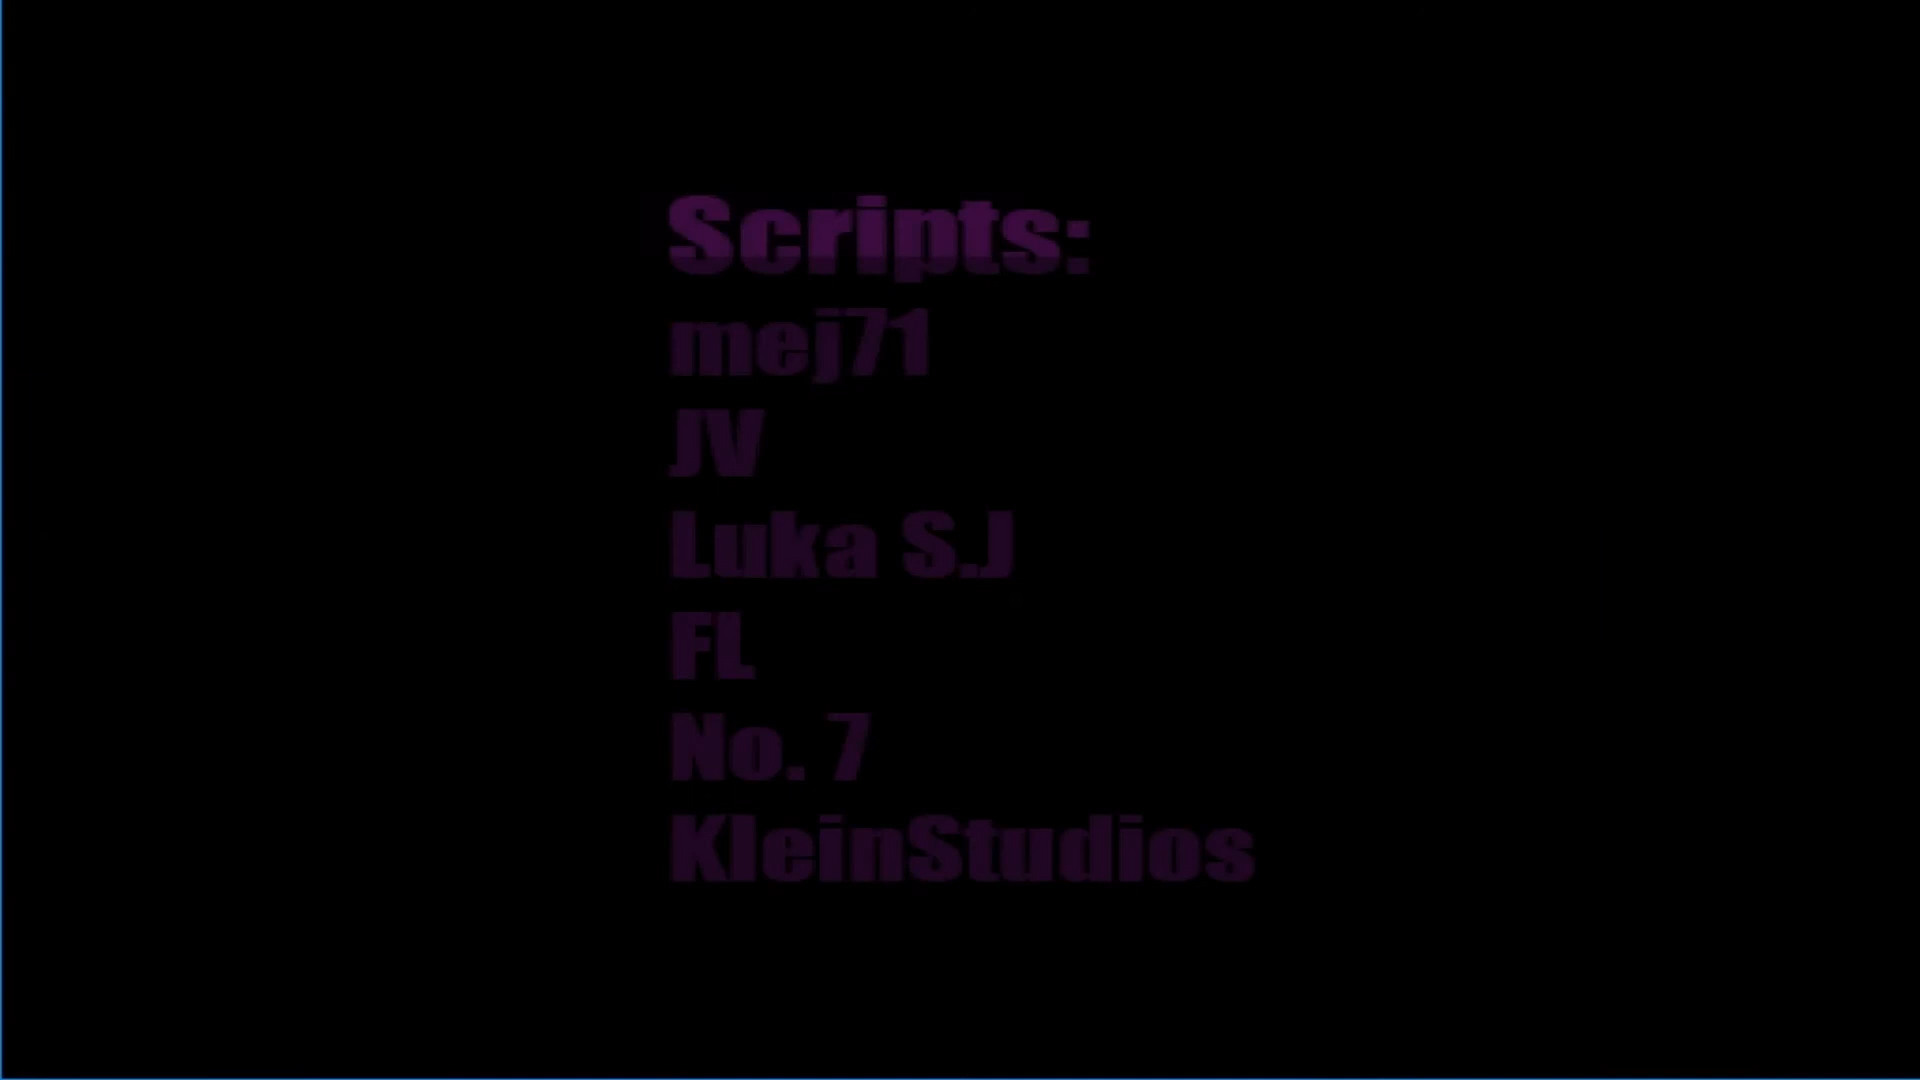 Scripts:
mej71
JV
Luka S.J
FL
No. 7
KleinStudios